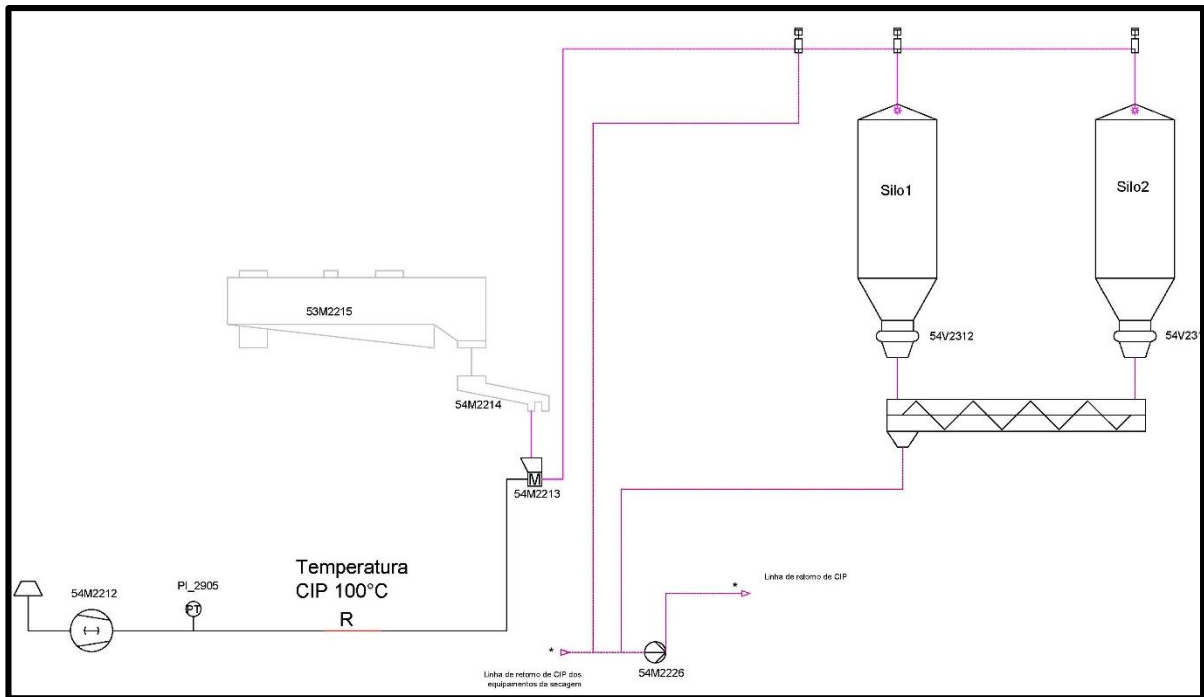 Silo1
Silo2
53M2215
54V2312
54V231
54M2214
M
54M2213
Temperatura
CIP 100°C
PI_2905
54M2212
PT
R
*
Linha de retorno de CIP
*
54M2226
Linha de retorno de CIP dos
equipamentos da secagem